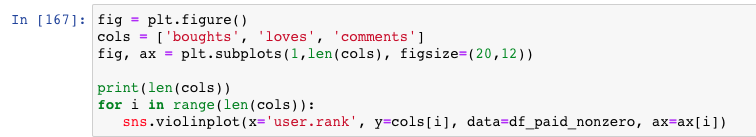 In [167]: fig = plt.figure()
cols = ['boughts', 'loves', 'comments']
fig, ax = plt.subplots(1,len(cols), figsize=(20,12))
print(len(cols))
for i in range(len(cols)):
sns.violinplot(x='user.rank', y=cols[i], data=df_paid_nonzero, ax=ax[i])